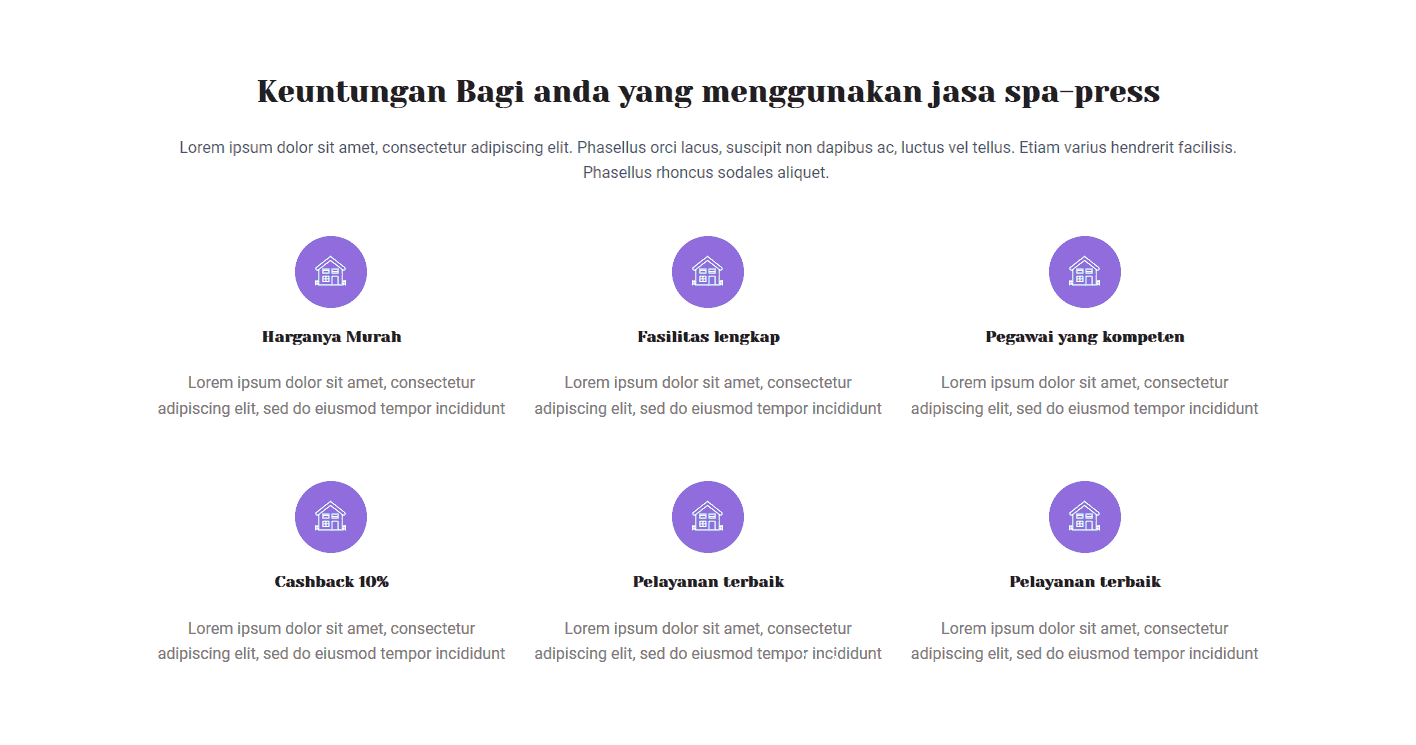 Keuntungan Bagi anda yang menggunakan jasa spa-press
Lorem ipsum dolor sit amet, consectetur adipiscing elit. Phasellus orci lacus, suscipit non dapibus ac, luctus vel tellus. Etiam varius hendrerit facilisis.
Phasellus rhoncus sodales aliquet.
Harganya Murah
Lorem ipsum dolor sit amet, consectetur
adipiscing elit, sed do eiusmod tempor incididunt
Fasilitas lengkap
Lorem ipsum dolor sit amet, consectetur
adipiscing elit, sed do eiusmod tempor incididunt
Pegawai yang kompeten
Lorem ipsum dolor sit amet, consectetur
adipiscing elit, sed do eiusmod tempor incididunt
Cashback 10%
Lorem ipsum dolor sit amet, consectetur
adipiscing elit, sed do eiusmod tempor incididunt
Pelayanan terbaik
Lorem ipsum dolor sit amet, consectetur
adipiscing elit, sed do eiusmod tempor incididunt
Pelayanan terbaik
Lorem ipsum dolor sit amet, consectetur
adipiscing elit, sed do eiusmod tempor incididunt